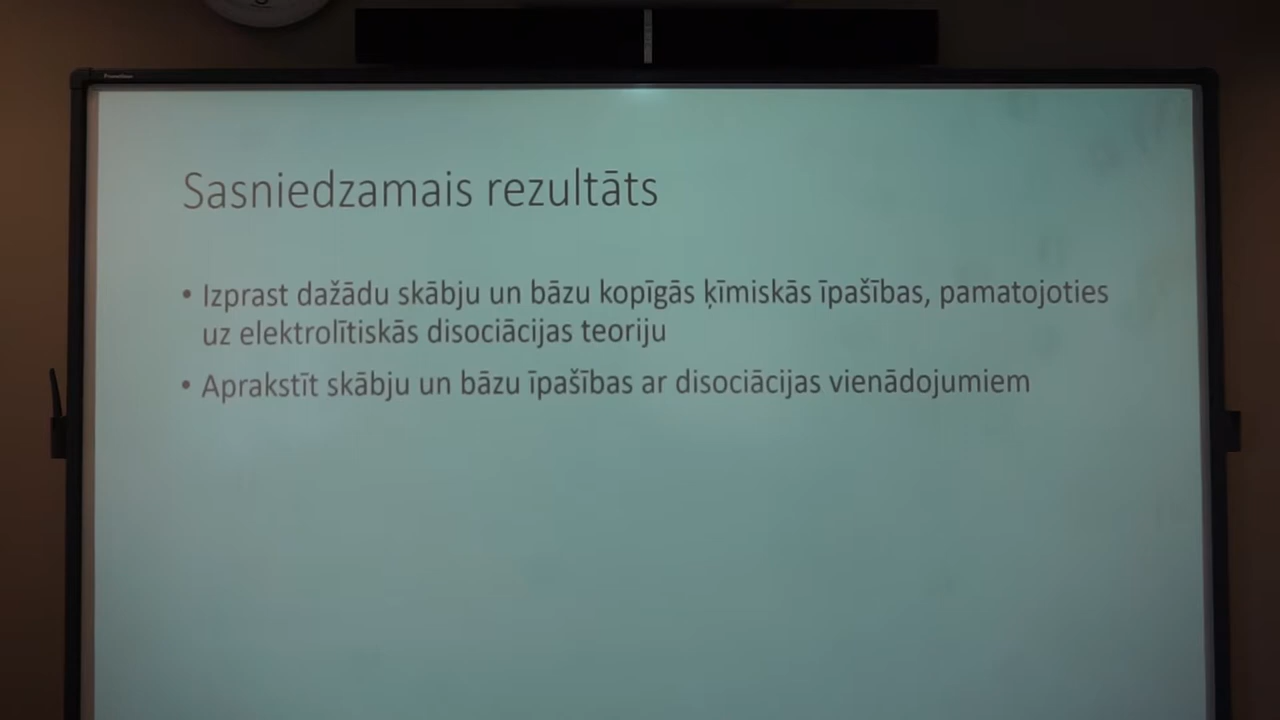 Promethean
Sasniedzamais rezultāts
• Izprast dažādu skābju un bāzu kopīgās ķīmiskās īpašības, pamatojoties
uz elektrolītiskās disociācijas teoriju
• Aprakstīt skābju un bāzu īpašības ar disociācijas vienādojumiem